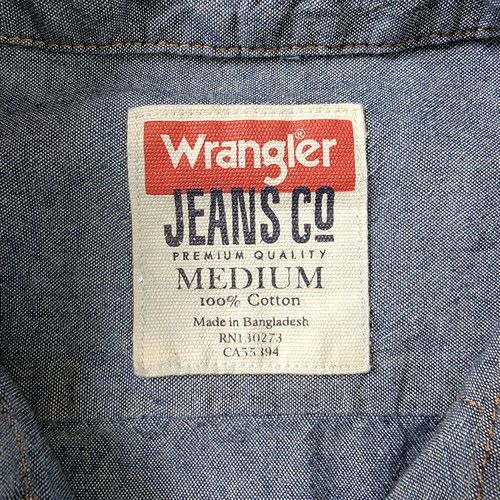 Wrangler®
JEANS CO
PREMIUM QUALITY
MEDIUM
100% Cotton
Made in Bangladesh
RN130273
CA55394